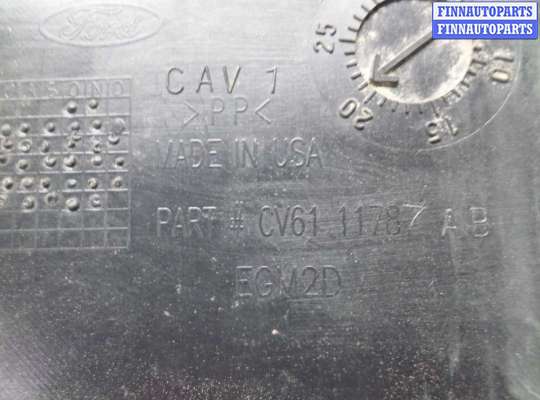 FINNAUTOPARTS
FINNAUTOPARTS
Ford
25
20
15
10
CAV 1
>PP<
MADE IN USA
PART # CV61 11787 AB
EGM2D